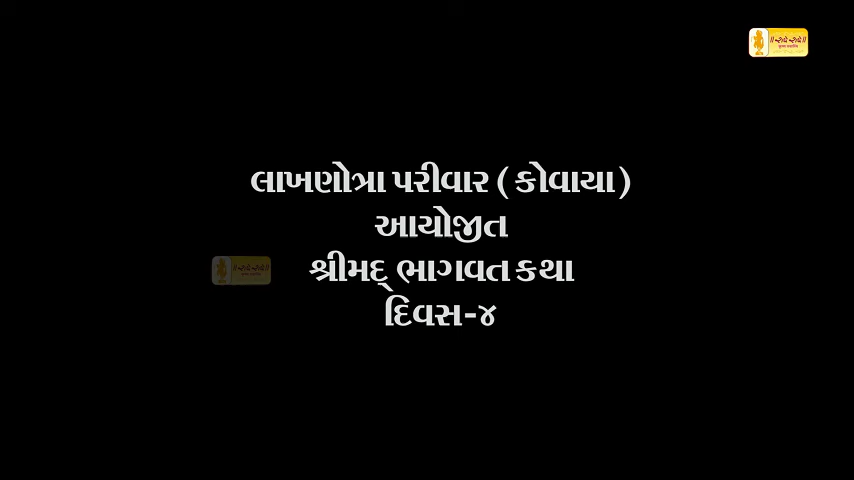 ॥ રાધે રાધે ॥
લાખણોત્રા પરીવાર ( કોવાયા )
આયોજીત
શ્રીમદ્ ભાગવત કથા
દિવસ-૪